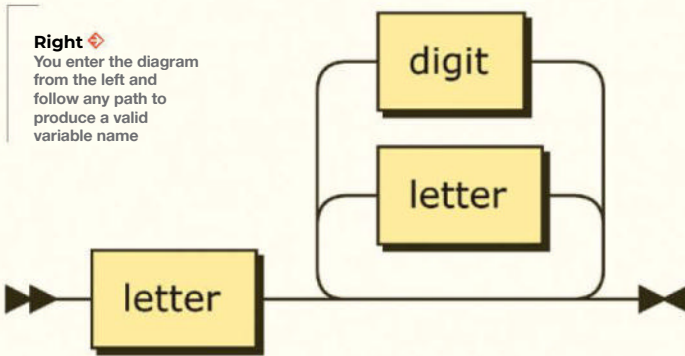 Right
You enter the diagram
from the left and
follow any path to
produce a valid
variable name
digit
letter
letter